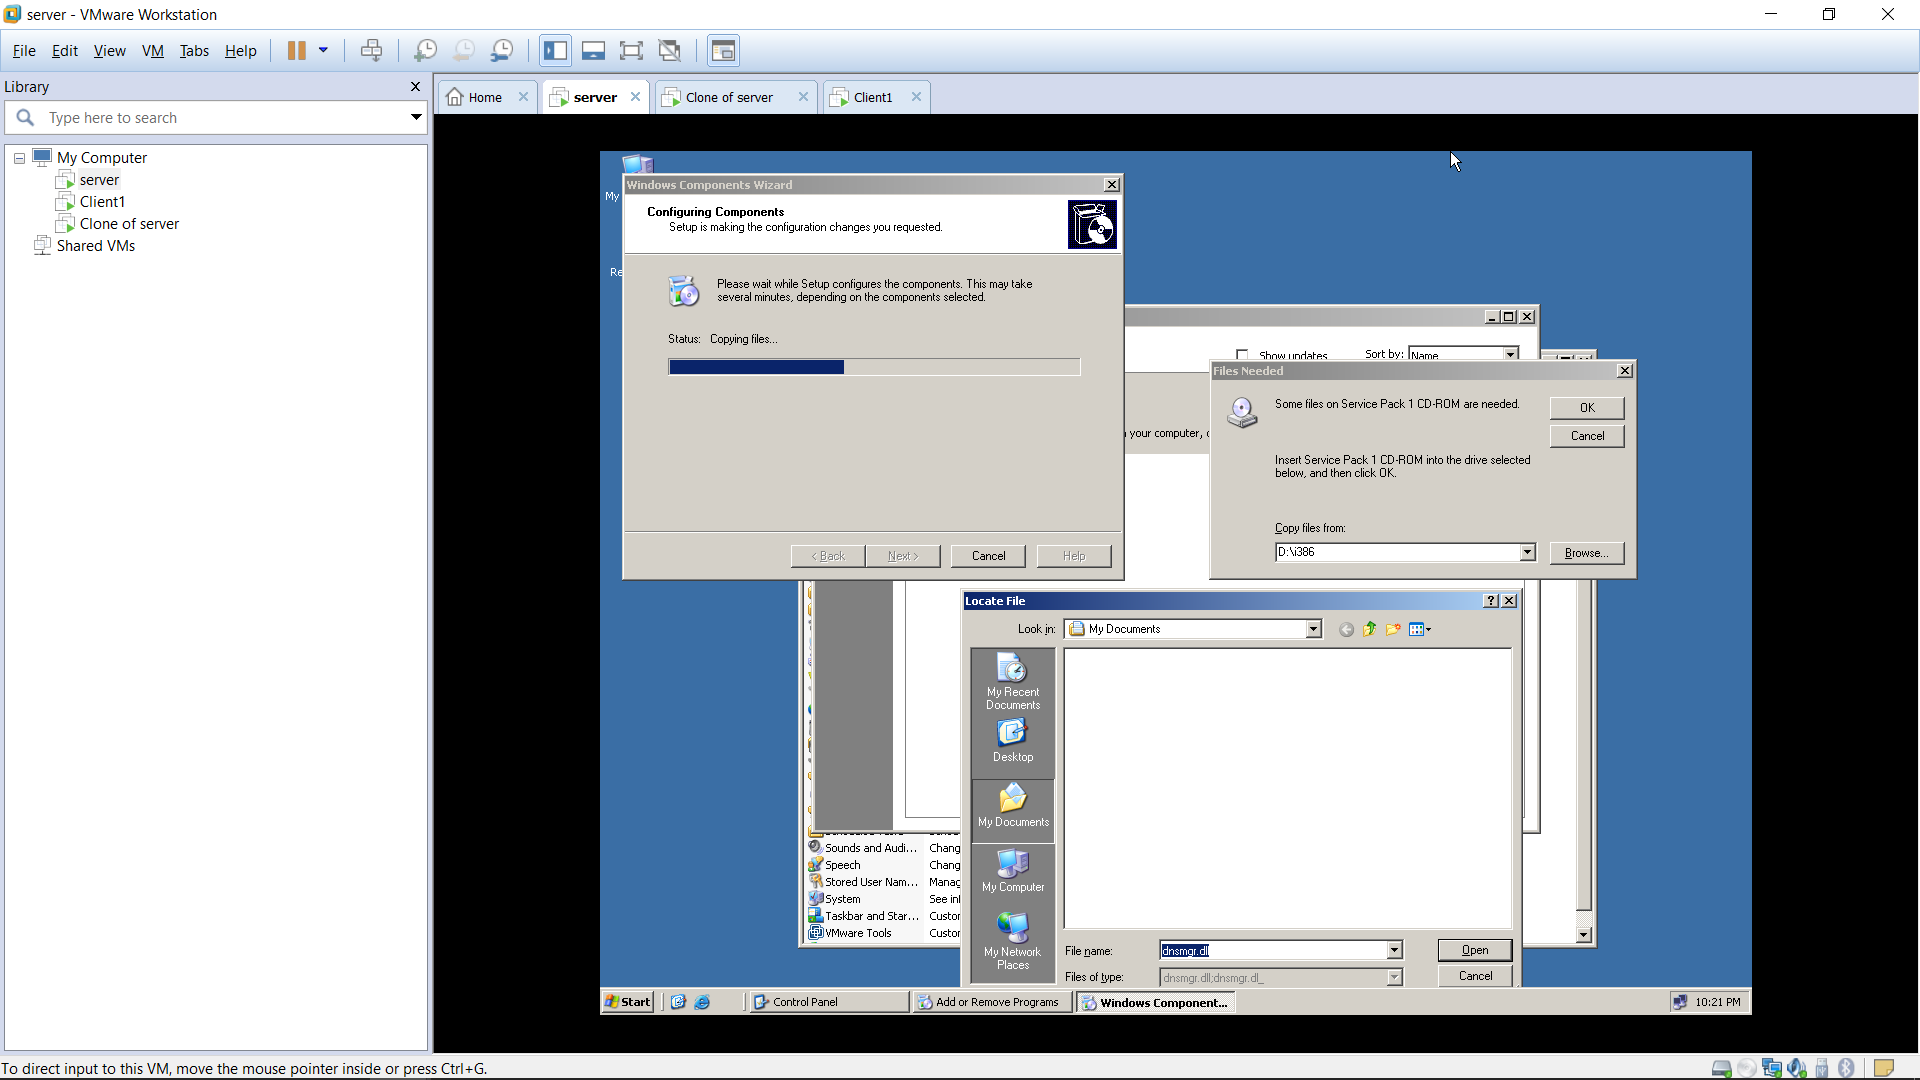 server - VMware Workstation
File Edit View VM Tabs Help
Library
Type here to search
My Computer
server
Client1
Clone of server
Shared VMs
Home
server
Clone of server
Client1
My
Re
Windows Components Wizard
Configuring Components
Setup is making the configuration changes you requested.
Please wait while Setup configures the components. This may take
several minutes, depending on the components selected.
Status: Copying files...
< Back
Next >
Cancel
Help
Show updates
Sort by: Name
your computer,
Files Needed
Some files on Service Pack 1 CD-ROM are needed.
OK
Cancel
Insert Service Pack 1 CD-ROM into the drive selected
below, and then click OK.
Copy files from:
D:\i386
Browse...
Locate File
Look in: My Documents
My Recent
Documents
Desktop
My Documents
My Computer
My Network
Places
File name: dnsmgr.dll
Open
Files of type: dnsmgr.dll;dnsmgr.dl_
Cancel
Sounds and Audi... Chang
Speech Chang
Stored User Nam... Manag
System See inf
Taskbar and Star... Custor
VMware Tools Custor
Start
Control Panel
Add or Remove Programs
Windows Component...
10:21 PM
To direct input to this VM, move the mouse pointer inside or press Ctrl+G.